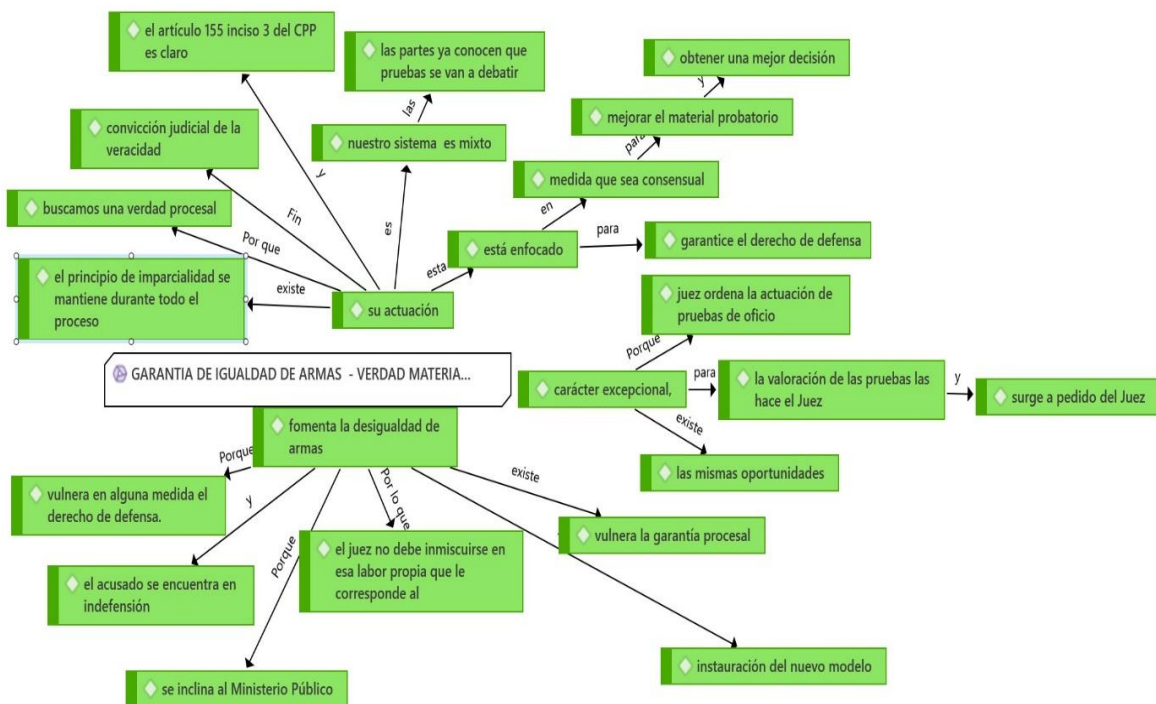 el artículo 155 inciso 3 del CPP
es claro
las partes ya conocen que
pruebas se van a debatir
obtener una mejor decisión
y
las
mejorar el material probatorio
convicción judicial de la
veracidad
nuestro sistema es mixto
para
y
medida que sea consensual
buscamos una verdad procesal
Fin
en
es
Por que
está enfocado
para
garantice el derecho de defensa
esta
el principio de imparcialidad se
mantiene durante todo el
proceso
existe
su actuación
juez ordena la actuación de
pruebas de oficio
Porque
GARANTIA DE IGUALDAD DE ARMAS - VERDAD MATERIA...
carácter excepcional,
para
la valoración de las pruebas las
hace el Juez
y
surge a pedido del Juez
existe
las mismas oportunidades
fomenta la desigualdad de
armas
Porque
existe
vulnera en alguna medida el
derecho de defensa.
y
Por lo que
Porque
vulnera la garantía procesal
el juez no debe inmiscuirse en
esa labor propia que le
corresponde al
el acusado se encuentra en
indefensión
instauración del nuevo modelo
se inclina al Ministerio Público